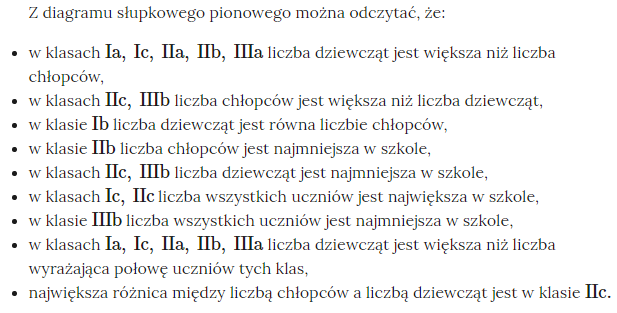 Z diagramu słupkowego pionowego można odczytać, że:
• w klasach Ia, Ic, IIa, IIb, IIIa liczba dziewcząt jest większa niż liczba
chłopców,
• w klasach IIc, IIIb liczba chłopców jest większa niż liczba dziewcząt,
• w klasie Ib liczba dziewcząt jest równa liczbie chłopców,
• w klasie IIb liczba chłopców jest najmniejsza w szkole,
• w klasach IIc, IIIb liczba dziewcząt jest najmniejsza w szkole,
• w klasach Ic, IIc liczba wszystkich uczniów jest największa w szkole,
• w klasie IIIb liczba wszystkich uczniów jest najmniejsza w szkole,
• w klasach Ia, Ic, IIa, IIb, IIIa liczba dziewcząt jest większa niż liczba
wyrażająca połowę uczniów tych klas,
• największa różnica między liczbą chłopców a liczbą dziewcząt jest w klasie IIc.